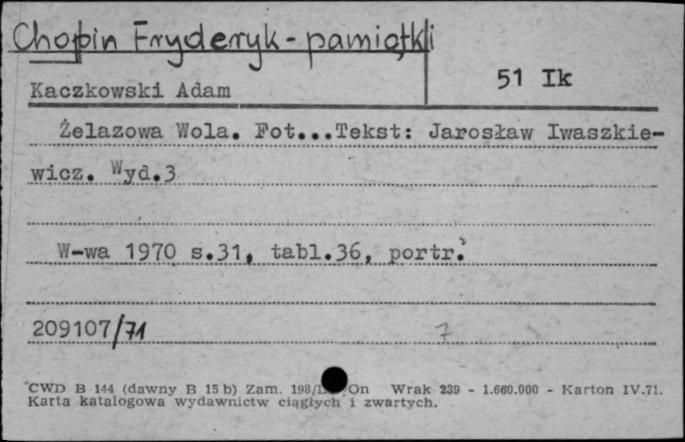 Chopin Fryderyk - pamiątki
51 Ik
Kaczkowski Adam
Żelazowa Wola. Fot...Tekst: Jarosław Iwaszkie-
wicz. Wyd.3
W-wa 1970 s.31, tabl.36, portr.
209107/71
7
CWD B 144 (dawny B 15 b) Zam. 198/ On Wrak 239 - 1.660.000 - Karton IV.71.
Karta katalogowa wydawnictw ciągłych i zwartych.